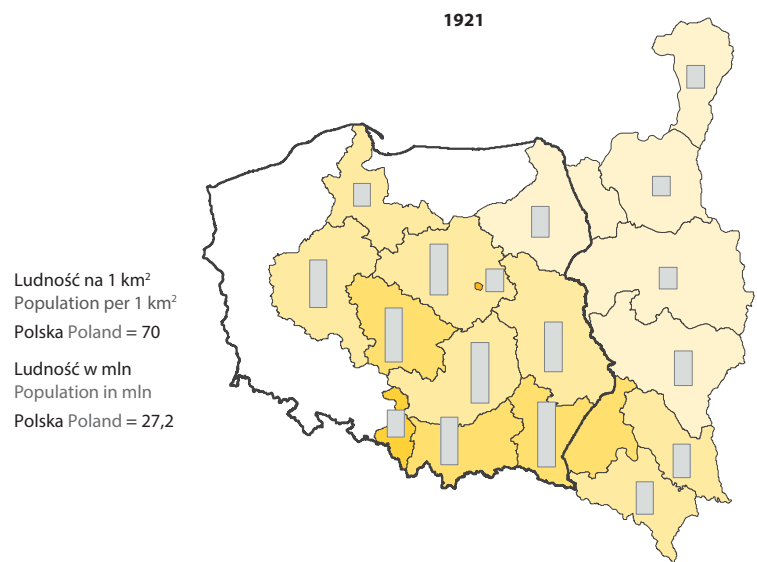 1921
Ludność na 1 km²
Population per 1 km²
Polska Poland = 70
Ludność w mln
Population in mln
Polska Poland = 27,2